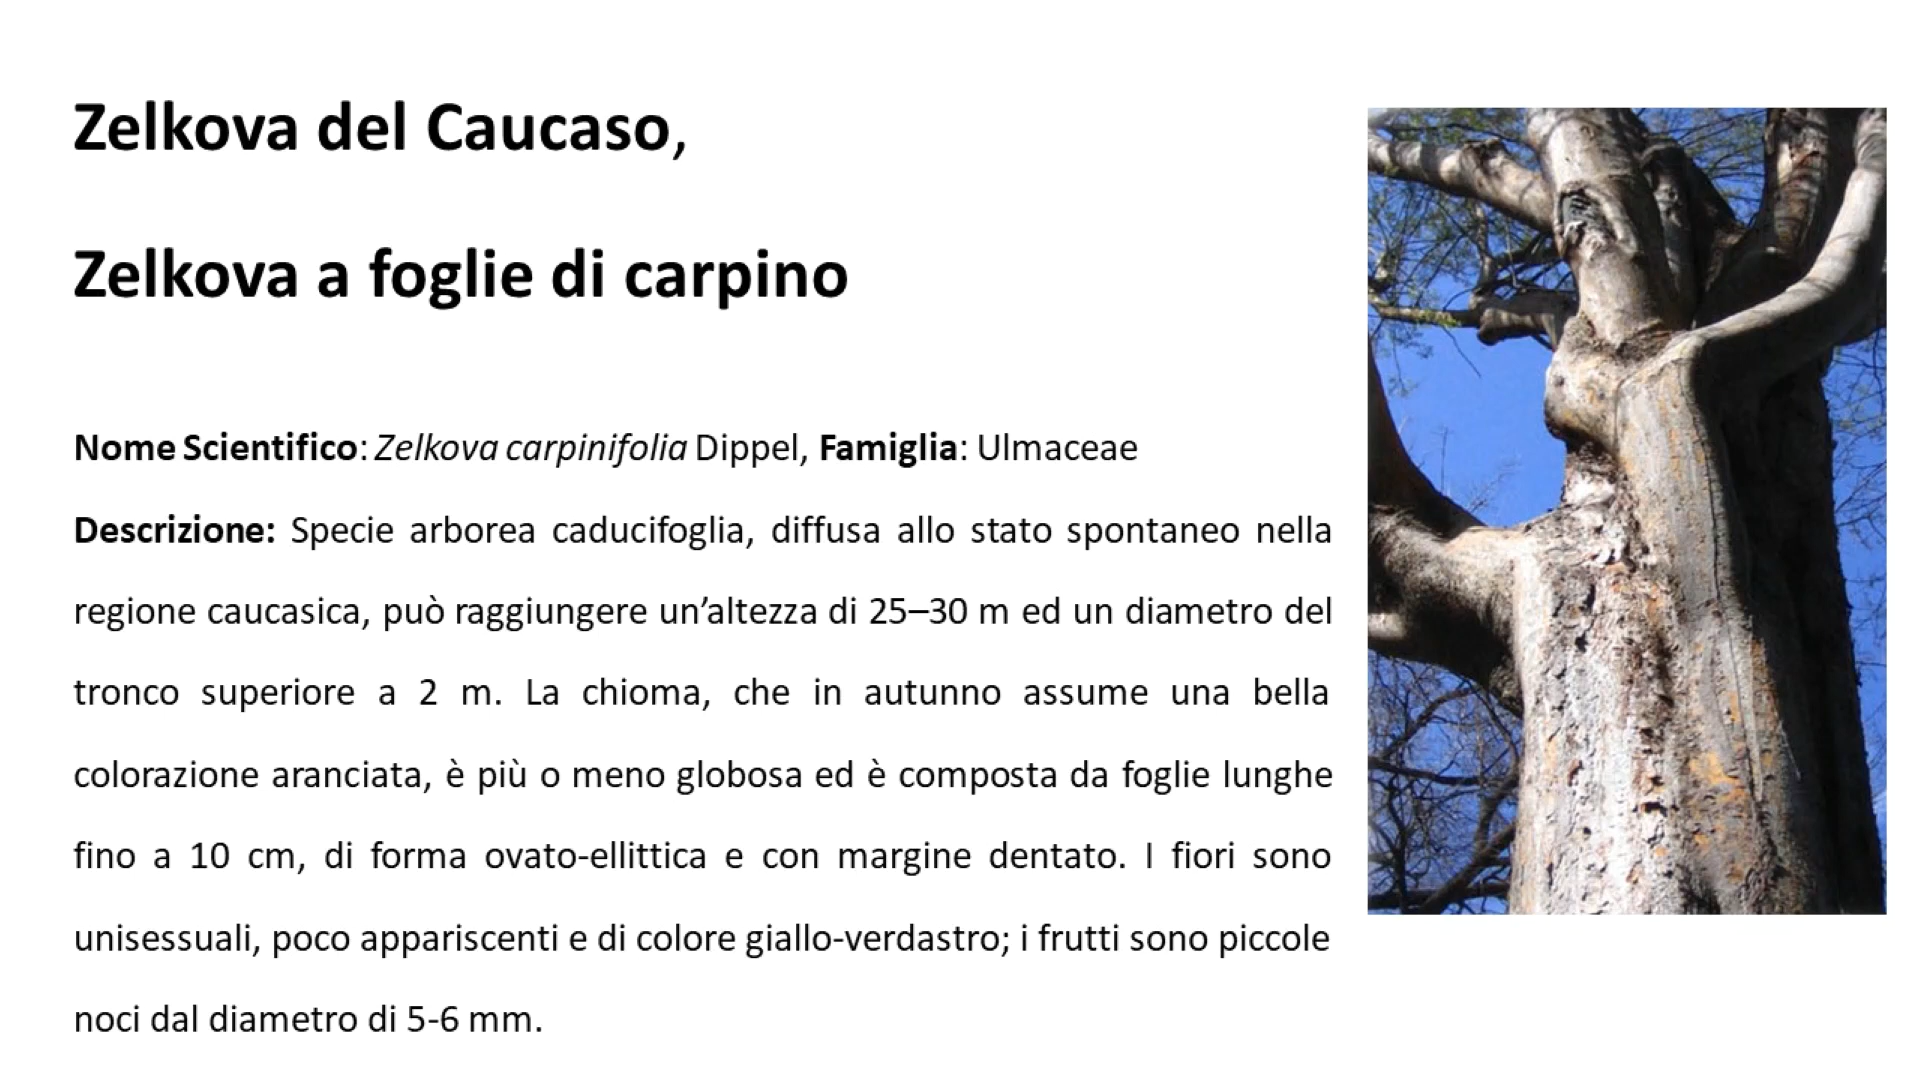 Zelkova del Caucaso,
Zelkova a foglie di carpino
Nome Scientifico: Zelkova carpinifolia Dippel, Famiglia: Ulmaceae
Descrizione: Specie arborea caducifoglia, diffusa allo stato spontaneo nella
regione caucasica, può raggiungere un’altezza di 25–30 m ed un diametro del
tronco superiore a 2 m. La chioma, che in autunno assume una bella
colorazione aranciata, è più o meno globosa ed è composta da foglie lunghe
fino a 10 cm, di forma ovato-ellittica e con margine dentato. I fiori sono
unisessuali, poco appariscenti e di colore giallo-verdastro; i frutti sono piccole
noci dal diametro di 5-6 mm.